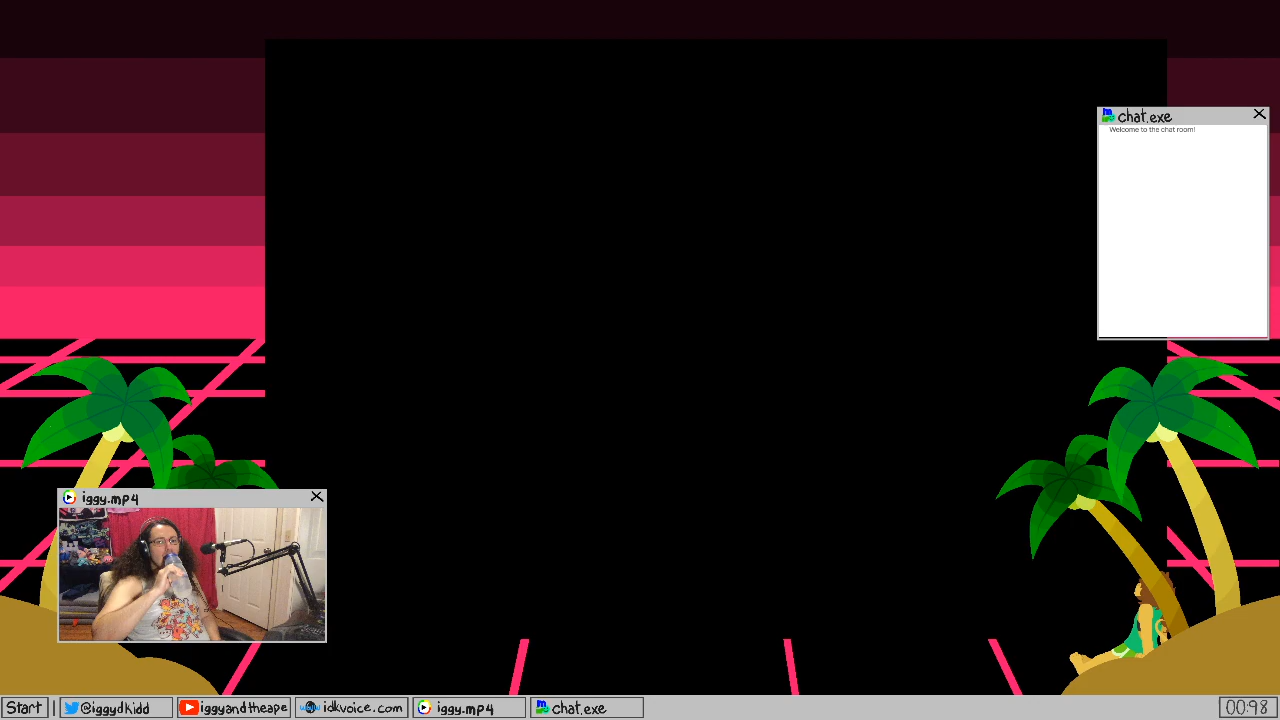 chat.exe
Welcome to the chat room!
iggy.mp4
Start
@iggydkidd
iggyandtheape
www idkvoice.com
iggy.mp4
chat.exe
00:98